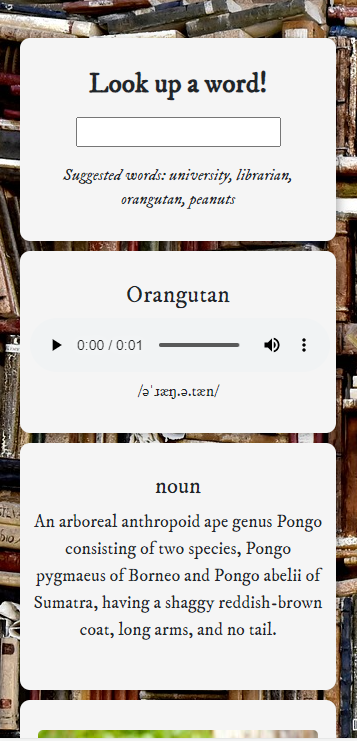 Look up a word!
Suggested words: university, librarian,
orangutan, peanuts
Orangutan
0:00 / 0:01
/əˈɹæŋ.ə.tæn/
noun
An arboreal anthropoid ape genus Pongo
consisting of two species, Pongo
pygmaeus of Borneo and Pongo abelii of
Sumatra, having a shaggy reddish-brown
coat, long arms, and no tail.